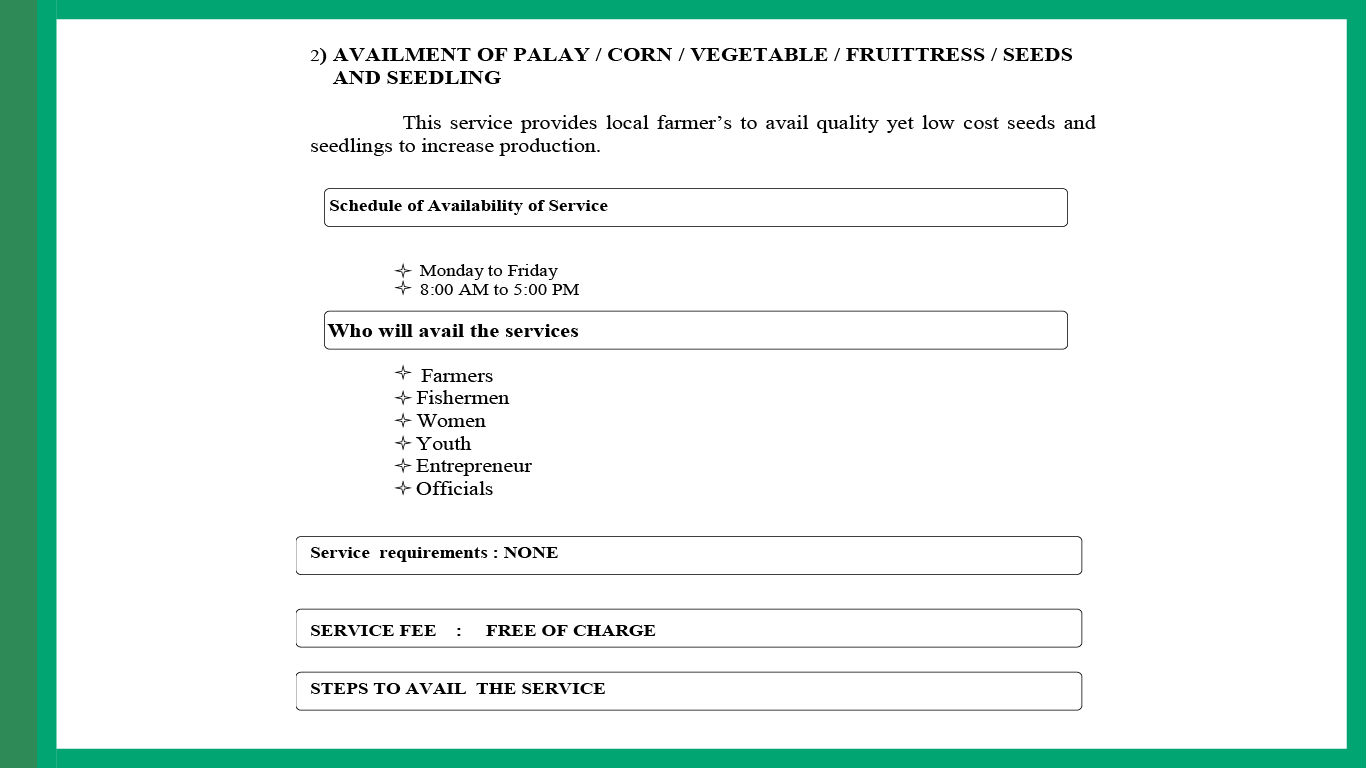 2) AVAILMENT OF PALAY / CORN / VEGETABLE / FRUITTRESS / SEEDS
AND SEEDLING
This service provides local farmer’s to avail quality yet low cost seeds and
seedlings to increase production.
Schedule of Availability of Service
Monday to Friday
8:00 AM to 5:00 PM
Who will avail the services
Farmers
Fishermen
Women
Youth
Entrepreneur
Officials
Service requirements : NONE
SERVICE FEE : FREE OF CHARGE
STEPS TO AVAIL THE SERVICE